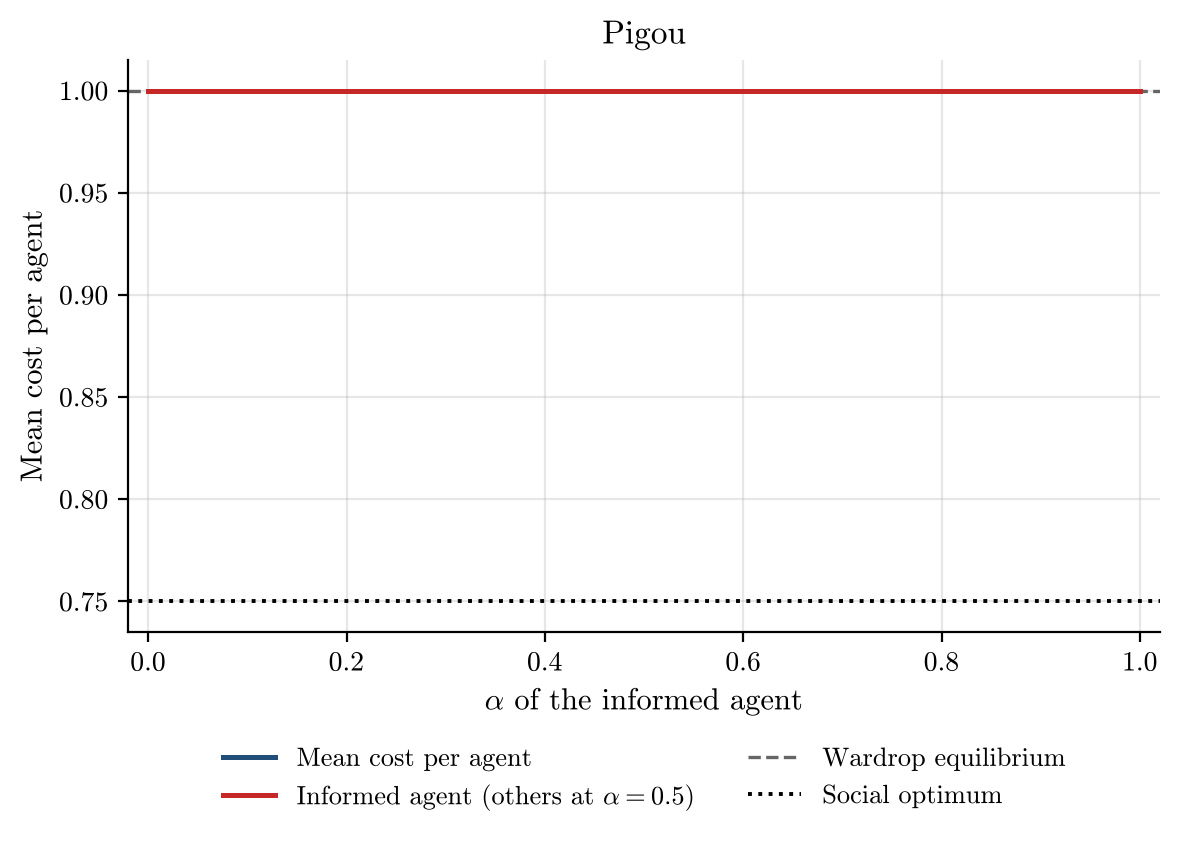 Pigou
1.00
0.95
0.90
0.85
0.80
0.75
Mean cost per agent
0.0 0.2 0.4 0.6 0.8 1.0
α of the informed agent
Mean cost per agent
Informed agent (others at α = 0.5)
Wardrop equilibrium
Social optimum